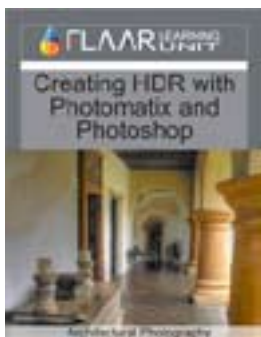 FLAAR LEARNING
UNIT
Creating HDR with
Photomatix and
Photoshop
Architectural Photography